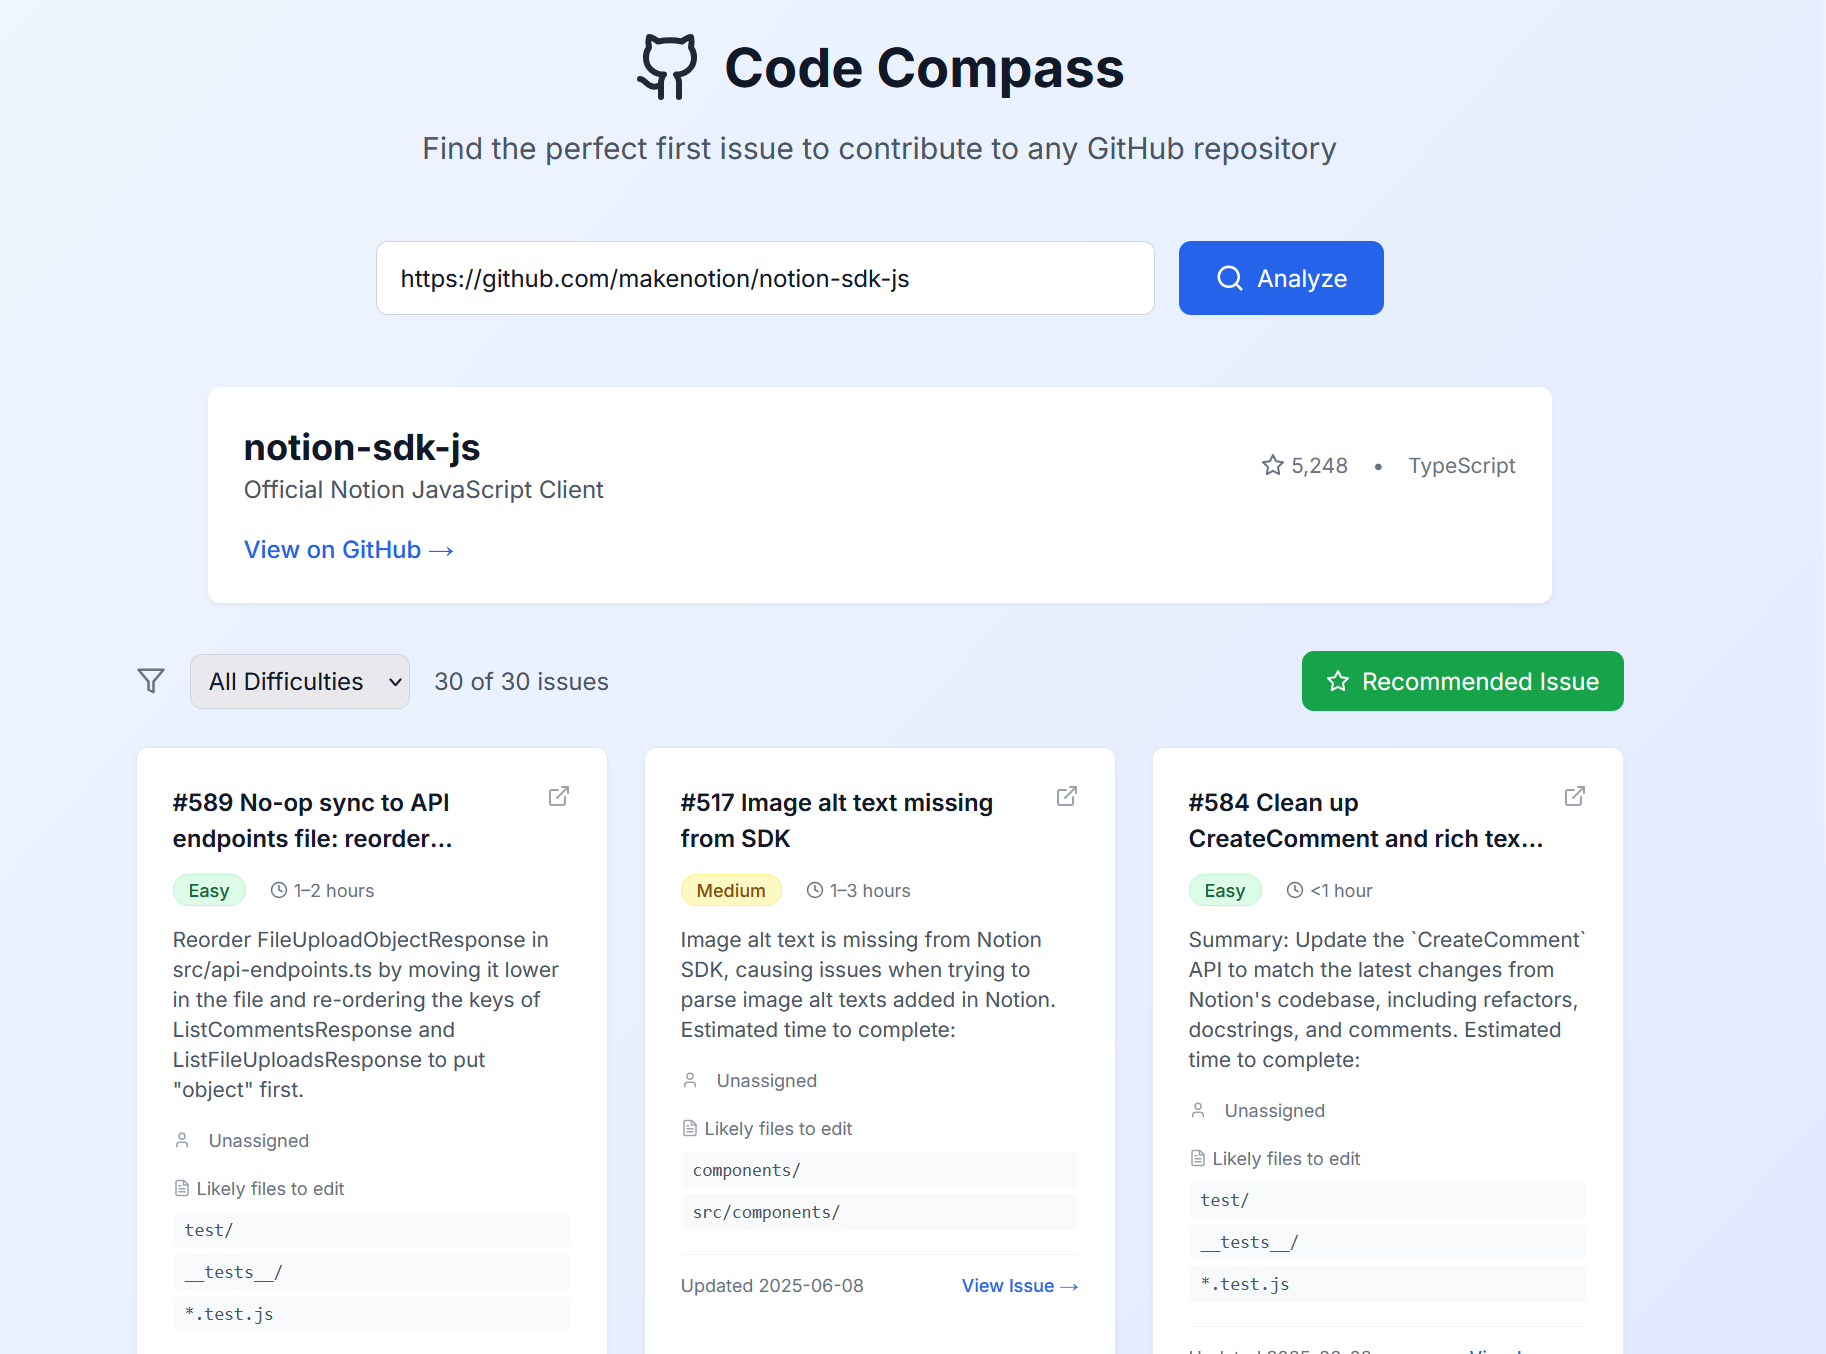 Code Compass
Find the perfect first issue to contribute to any GitHub repository
https://github.com/makenotion/notion-sdk-js
Analyze
notion-sdk-js
Official Notion JavaScript Client
5,248 • TypeScript
View on GitHub →
All Difficulties
30 of 30 issues
Recommended Issue
#589 No-op sync to API
endpoints file: reorder...
Easy
1–2 hours
Reorder FileUploadObjectResponse in
src/api-endpoints.ts by moving it lower
in the file and re-ordering the keys of
ListCommentsResponse and
ListFileUploadsResponse to put
"object" first.
Unassigned
Likely files to edit
test/
__tests__/
*.test.js
#517 Image alt text missing
from SDK
Medium
1–3 hours
Image alt text is missing from Notion
SDK, causing issues when trying to
parse image alt texts added in Notion.
Estimated time to complete:
Unassigned
Likely files to edit
components/
src/components/
Updated 2025-06-08
View Issue →
#584 Clean up
CreateComment and rich tex...
Easy
<1 hour
Summary: Update the `CreateComment`
API to match the latest changes from
Notion's codebase, including refactors,
docstrings, and comments. Estimated
time to complete:
Unassigned
Likely files to edit
test/
__tests__/
*.test.js